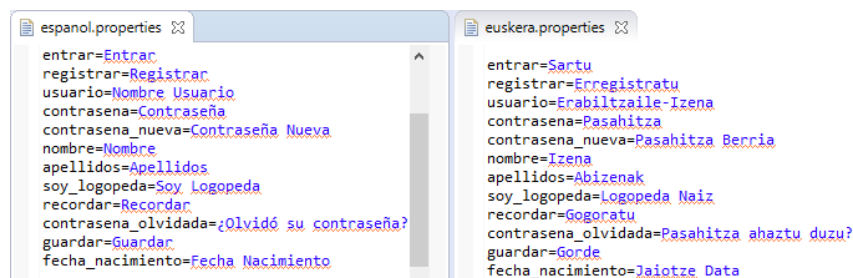 espanol.properties
entrar=Entrar
registrar=Registrar
usuario=Nombre Usuario
contrasena=Contraseña
contrasena_nueva=Contraseña Nueva
nombre=Nombre
apellidos=Apellidos
soy_logopeda=Soy Logopeda
recordar=Recordar
contrasena_olvidada=¿Olvidó su contraseña?
guardar=Guardar
fecha_nacimiento=Fecha Nacimiento
euskera.properties
entrar=Sartu
registrar=Erregistratu
usuario=Erabiltzaile-Izena
contrasena=Pasahitza
contrasena_nueva=Pasahitza Berria
nombre=Izena
apellidos=Abizenak
soy_logopeda=Logopeda Naiz
recordar=Gogoratu
contrasena_olvidada=Pasahitza ahaztu duzu?
guardar=Gorde
fecha_nacimiento=Jaiotze Data